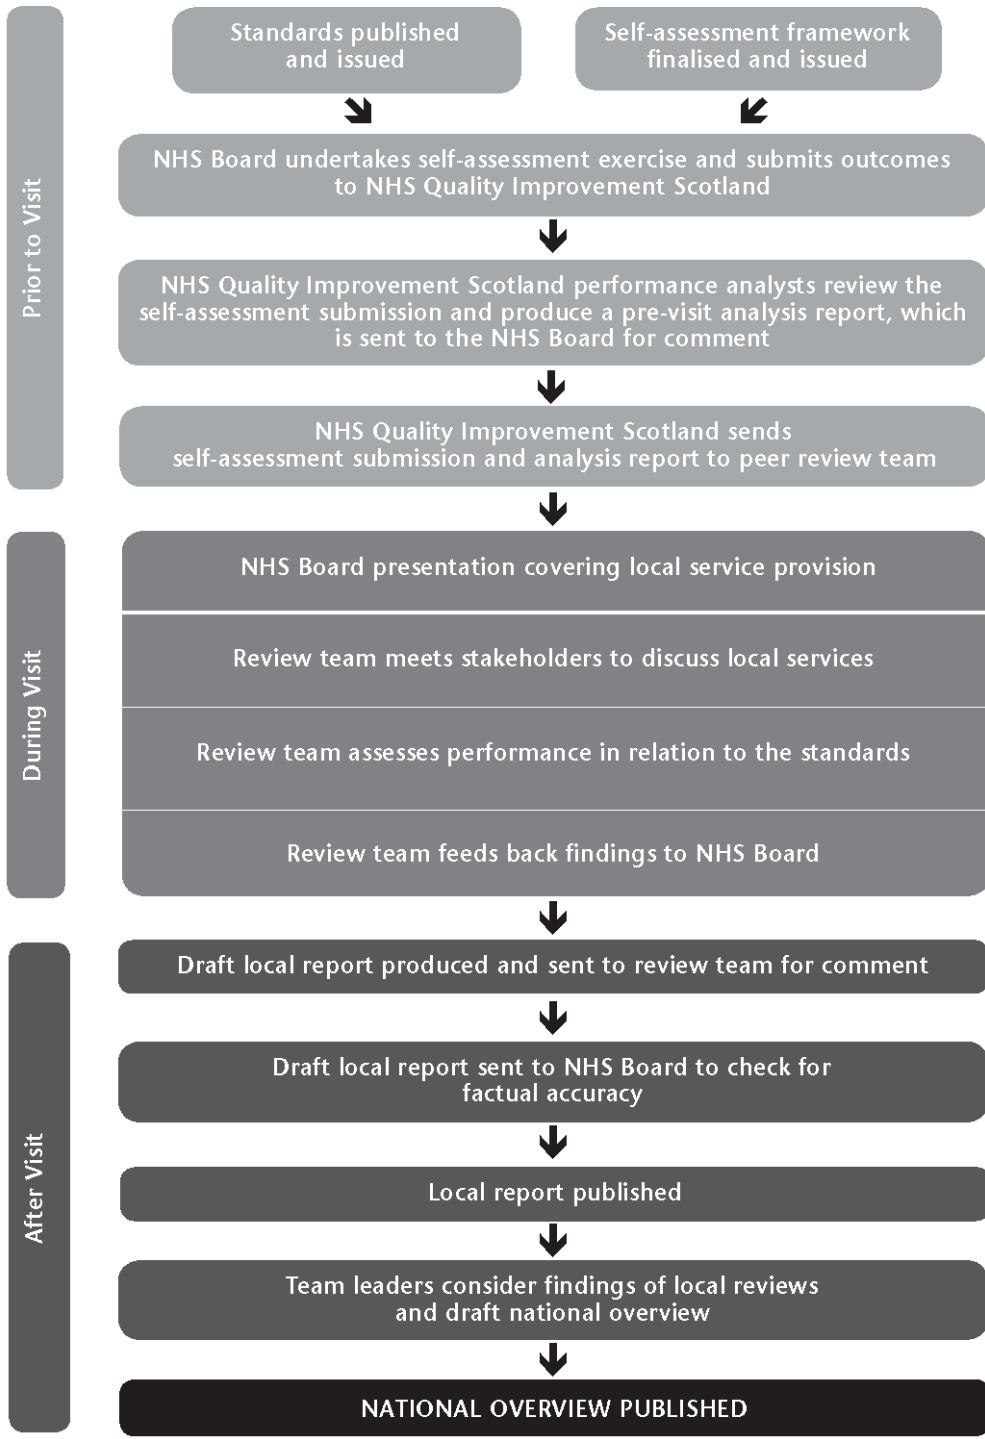 Prior to Visit
Standards published
and issued
Self-assessment framework
finalised and issued
NHS Board undertakes self-assessment exercise and submits outcomes
to NHS Quality Improvement Scotland
NHS Quality Improvement Scotland performance analysts review the
self-assessment submission and produce a pre-visit analysis report, which
is sent to the NHS Board for comment
NHS Quality Improvement Scotland sends
self-assessment submission and analysis report to peer review team
During Visit
NHS Board presentation covering local service provision
Review team meets stakeholders to discuss local services
Review team assesses performance in relation to the standards
Review team feeds back findings to NHS Board
After Visit
Draft local report produced and sent to review team for comment
Draft local report sent to NHS Board to check for
factual accuracy
Local report published
Team leaders consider findings of local reviews
and draft national overview
NATIONAL OVERVIEW PUBLISHED